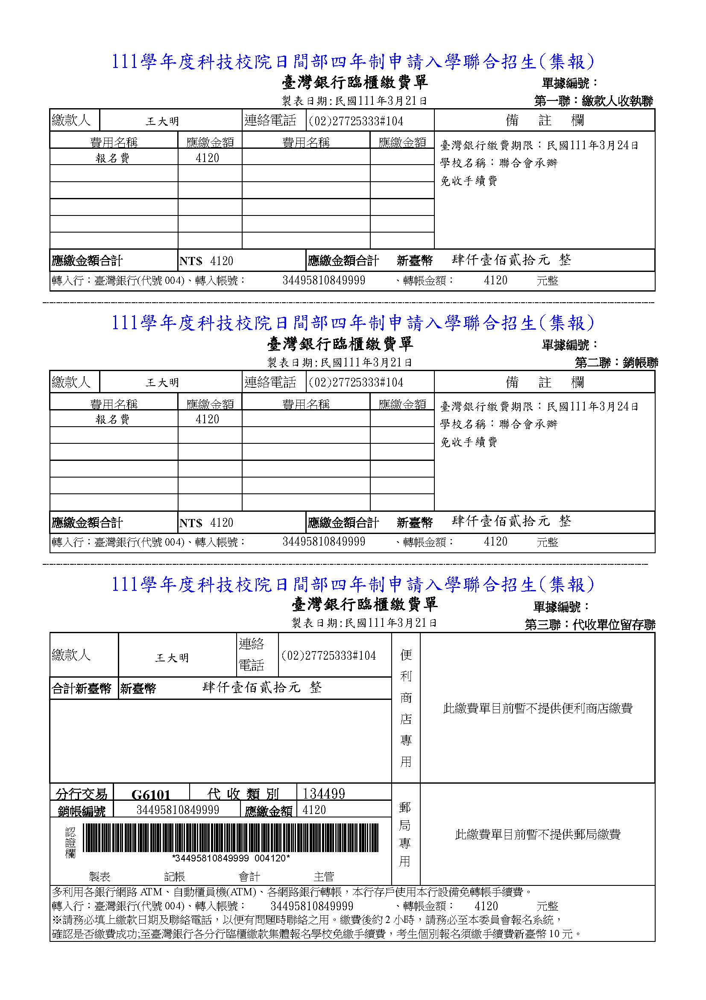 111學年度科技校院日間部四年制申請入學聯合招生(集報)
臺灣銀行臨櫃繳費單 單據編號：
製表日期:民國111年3月21日 第一聯：繳款人收執聯
繳款人 王大明 連絡電話 (02)27725333#104 備 註 欄
費用名稱 應繳金額 費用名稱 應繳金額 臺灣銀行繳費期限：民國111年3月24日
報名費 4120 學校名稱：聯合會承辦
免收手續費
應繳金額合計 NT$ 4120 應繳金額合計 新臺幣 肆仟壹佰貳拾元 整
轉入行：臺灣銀行(代號 004)、轉入帳號： 34495810849999 、轉帳金額： 4120 元整
111學年度科技校院日間部四年制申請入學聯合招生(集報)
臺灣銀行臨櫃繳費單 單據編號：
製表日期:民國111年3月21日 第二聯：銷帳聯
繳款人 王大明 連絡電話 (02)27725333#104 備 註 欄
費用名稱 應繳金額 費用名稱 應繳金額 臺灣銀行繳費期限：民國111年3月24日
報名費 4120 學校名稱：聯合會承辦
免收手續費
應繳金額合計 NT$ 4120 應繳金額合計 新臺幣 肆仟壹佰貳拾元 整
轉入行：臺灣銀行(代號 004)、轉入帳號： 34495810849999 、轉帳金額： 4120 元整
111學年度科技校院日間部四年制申請入學聯合招生(集報)
臺灣銀行臨櫃繳費單 單據編號：
製表日期:民國111年3月21日 第三聯：代收單位留存聯
繳款人 王大明 連絡電話 (02)27725333#104
合計新臺幣 新臺幣 肆仟壹佰貳拾元 整
便利商店專用 此繳費單目前暫不提供便利商店繳費
分行交易 G6101 代 收 類 別 134499
銷帳編號 34495810849999 應繳金額 4120
認證欄
*34495810849999 004120*
製表 記帳 會計 主管
郵局專用 此繳費單目前暫不提供郵局繳費
多利用各銀行網路 ATM、自動櫃員機(ATM)、各網路銀行轉帳，本行存戶使用本行設備免轉帳手續費。
轉入行：臺灣銀行(代號 004)、轉入帳號： 34495810849999 、轉帳金額： 4120 元整
※請務必填上繳款日期及聯絡電話，以便有問題時聯絡之用。繳費後約 2 小時，請務必至本委員會報名系統，
確認是否繳費成功;至臺灣銀行各分行臨櫃繳款集體報名學校免繳手續費，考生個別報名須繳手續費新臺幣 10 元。